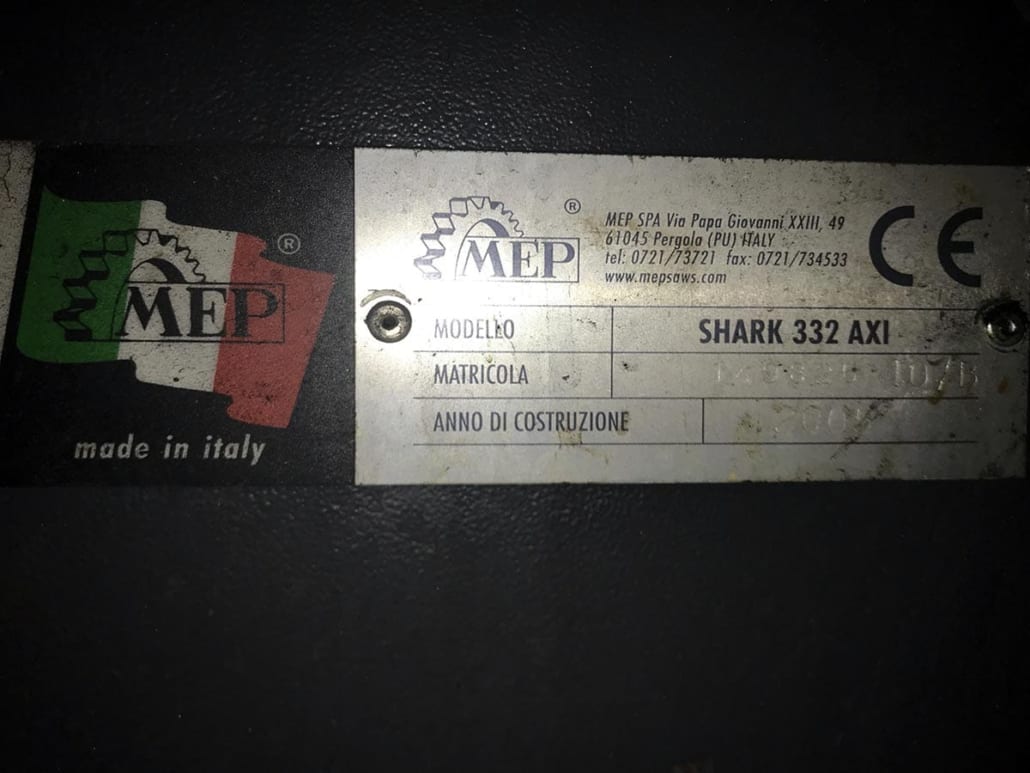 MEP®
made in italy
MEP®
MEP SPA Via Papa Giovanni XXIII, 49
61045 Pergola (PU) ITALY
tel: 0721/73721 fax: 0721/734533
www.mepsaws.com
CE
MODELLO SHARK 332 AXI
MATRICOLA
ANNO DI COSTRUZIONE